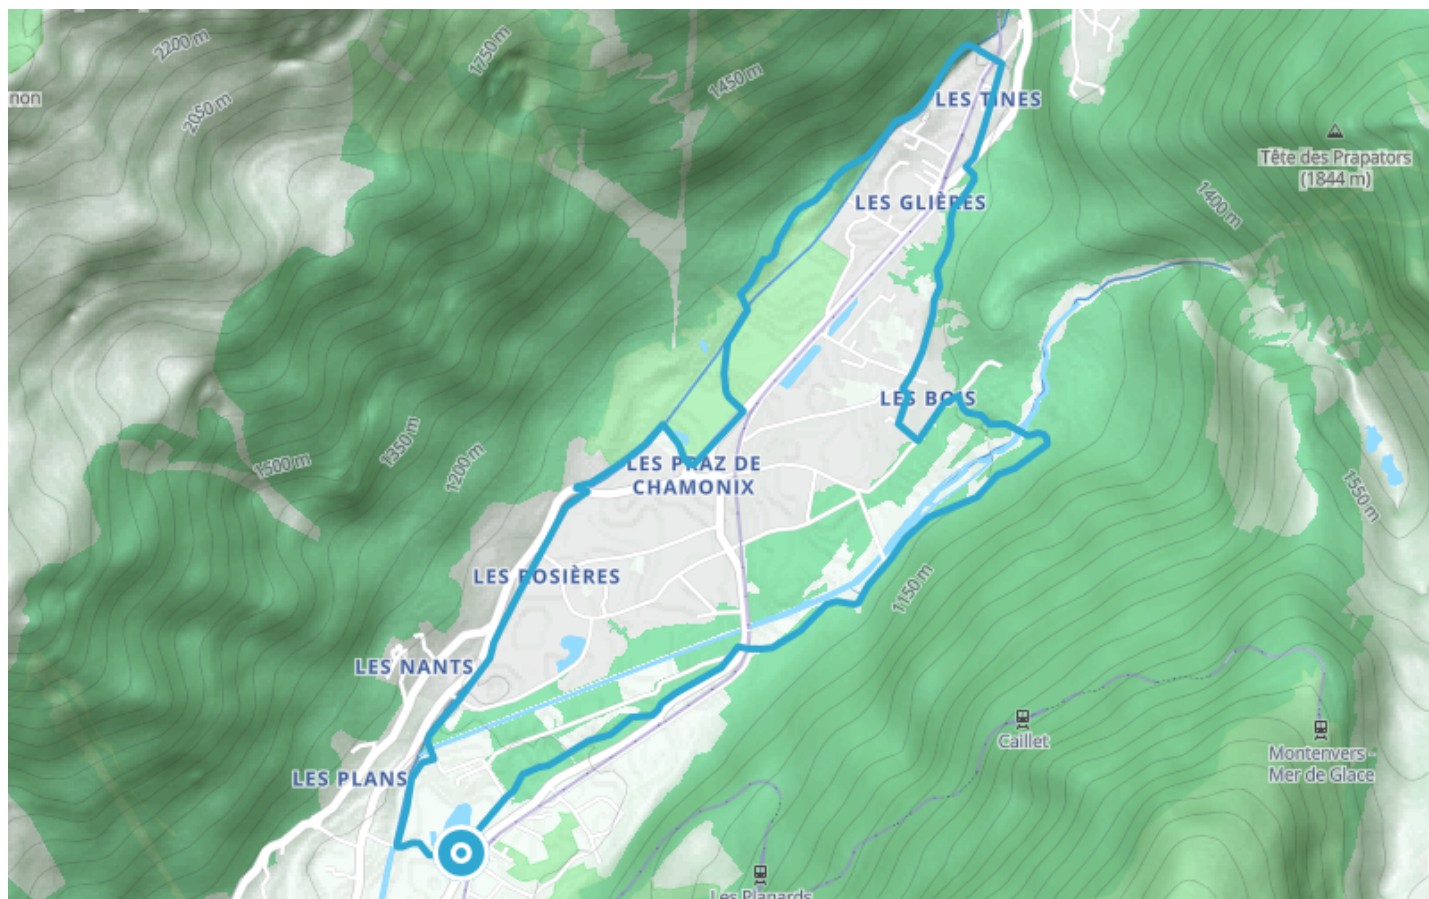 2200 m
1750 m
1450 m
non
2050 m
LES TINES
Tête des Prapators
(1844 m)
1400 m
LES GLIÈRES
LES BOIS
1350 m
1500 m
1200 m
LES PRAZ DE
CHAMONIX
1550 m
LES ROSIÈRES
1150 m
LES NANTS
Caillet
Montenvers -
Mer de Glace
LES PLANS
Les Planards